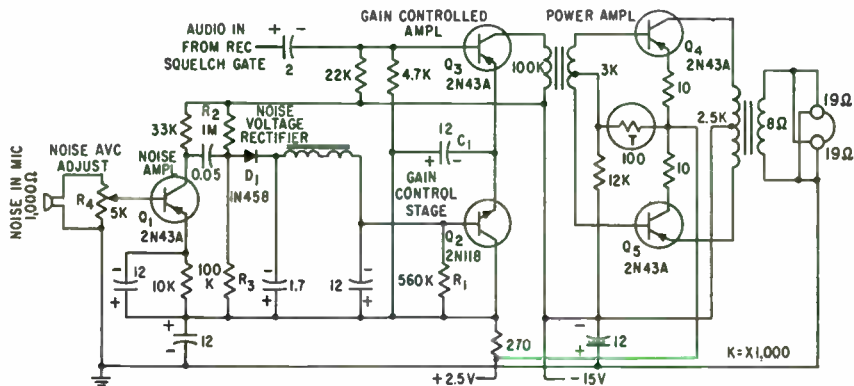 AUDIO IN
FROM REC
SQUELCH GATE
+ -
2
GAIN CONTROLLED
AMPL
Q3
2N43A
POWER AMPL
Q4
2N43A
22K
4.7K
100K
3K
10
19Ω
19Ω
8Ω
2.5K
T
100
10
12K
33K
R2
1M
NOISE
VOLTAGE
RECTIFIER
0.05
D1
1N458
12
+ -
C1
GAIN
CONTROL
STAGE
NOISE IN MIC
1,000Ω
NOISE AVC
ADJUST
R4
5K
NOISE
AMPL
Q1
2N43A
Q2
2N118
Q5
2N43A
-
12
+
10K
100
K
R3
-
1.7
+
-
12
+
560K
R1
+
12
-
270
-
12
+
K=X1,000
+2.5V
-15V